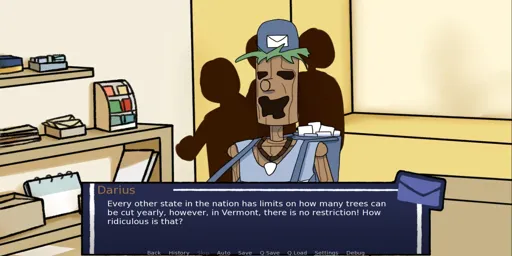 Darius
Every other state in the nation has limits on how many trees can
be cut yearly, however, in Vermont, there is no restriction! How
ridiculous is that?
Back History Skip Auto Save Q.Save Q.Load Settings Debug